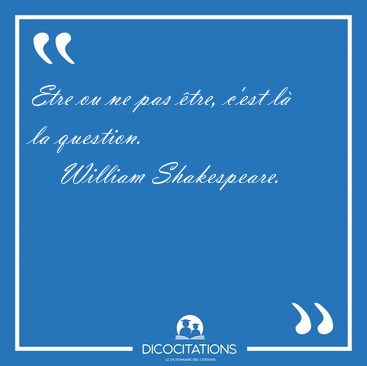 Etre ou ne pas être, c'est là
la question.
William Shakespeare.
DICOCITATIONS
LE DICTIONNAIRE DES CITATIONS